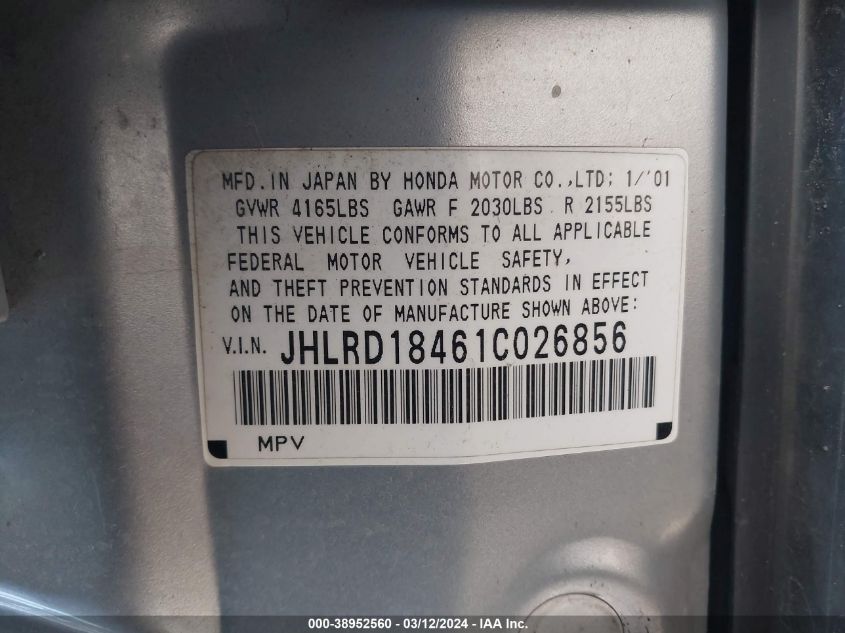 MFD.IN JAPAN BY HONDA MOTOR CO.,LTD; 1/'01
GVWR 4165LBS GAWR F 2030LBS R 2155LBS
THIS VEHICLE CONFORMS TO ALL APPLICABLE
FEDERAL MOTOR VEHICLE SAFETY,
AND THEFT PREVENTION STANDARDS IN EFFECT
ON THE DATE OF MANUFACTURE SHOWN ABOVE:
V.I.N. JHLRD18461C026856
MPV
000-38952560 - 03/12/2024 - IAA Inc.